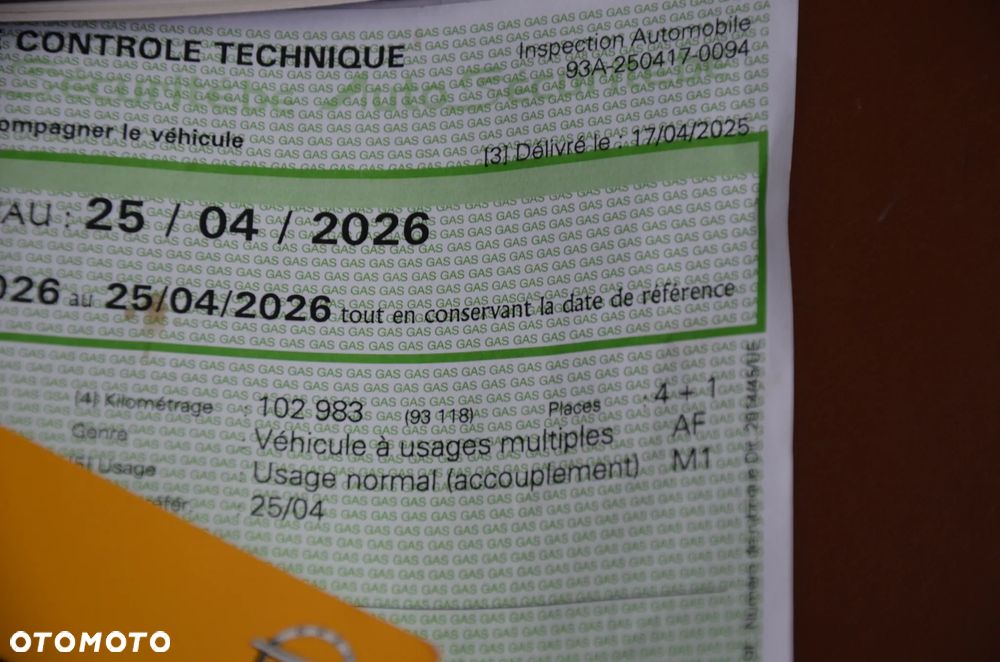 CONTROLE TECHNIQUE
Inspection Automobile
93A-250417-0094
ompagner le véhicule
[3] Délivré le : 17/04/2025
AU : 25 / 04 / 2026
026 au 25/04/2026 tout en conservant la date de référence
(4) Kilométrage : 102 983 (93 118) Places : 4 + 1
Genre : Véhicule à usages multiples AF
Usage : Usage normal (accouplement) M1
: 25/04
OTOMOTO